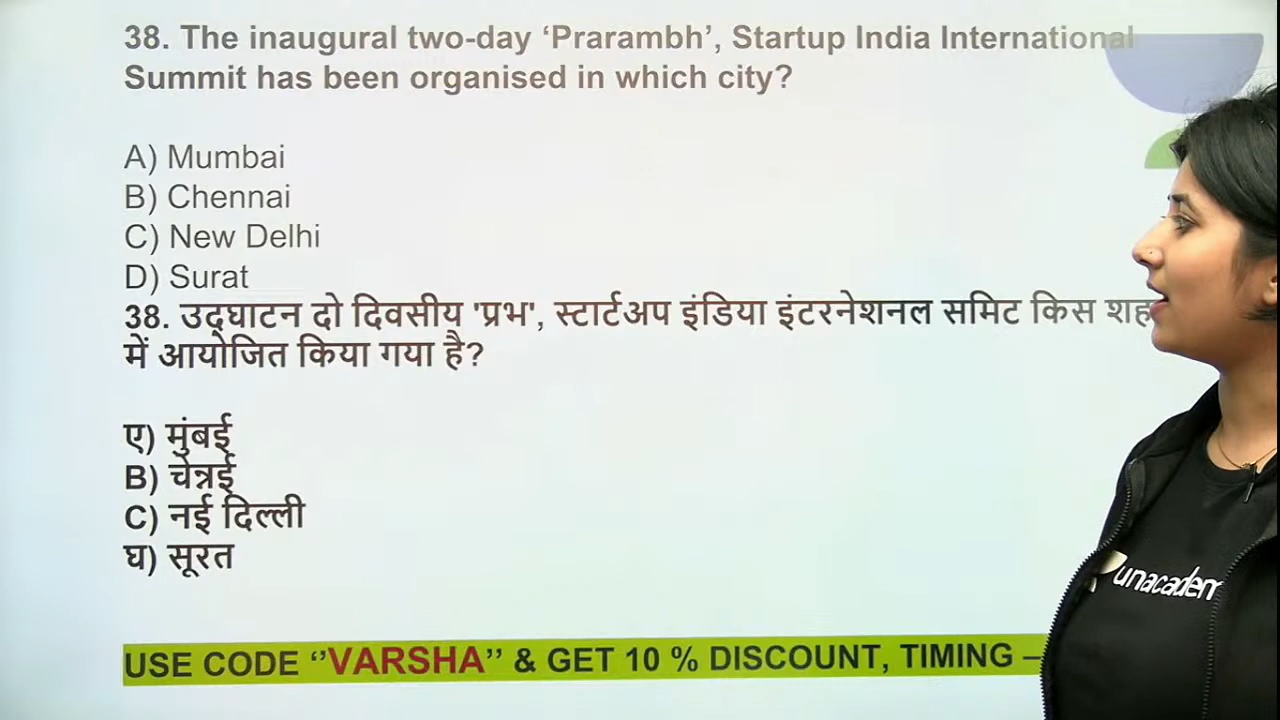 38. The inaugural two-day ‘Prarambh’, Startup India International
Summit has been organised in which city?
A) Mumbai
B) Chennai
C) New Delhi
D) Surat
38. उद्घाटन दो दिवसीय 'प्रभ', स्टार्टअप इंडिया इंटरनेशनल समिट किस शह
में आयोजित किया गया है?
ए) मुंबई
B) चेन्नई
C) नई दिल्ली
घ) सूरत
USE CODE ‘’VARSHA’’ & GET 10 % DISCOUNT, TIMING –
unacadem